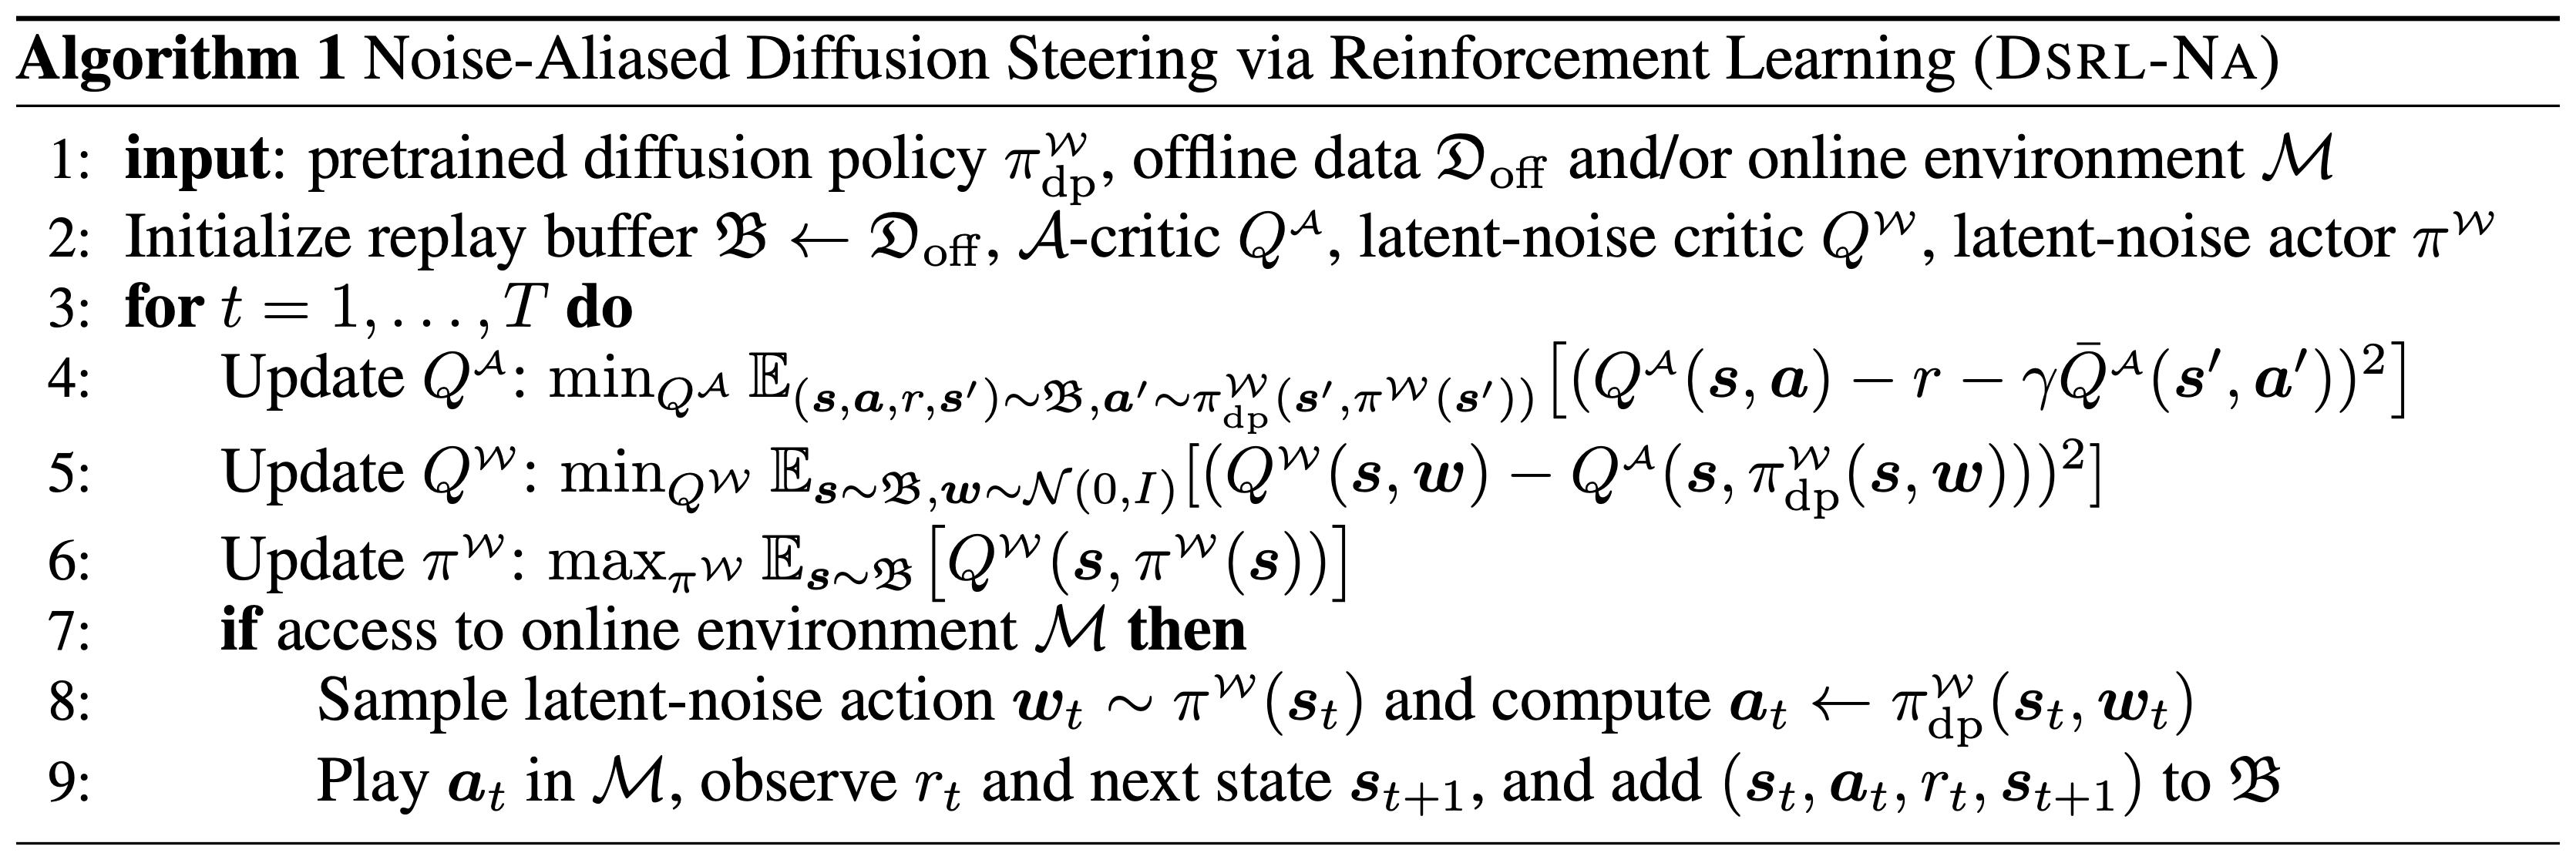 Algorithm 1 Noise-Aliased Diffusion Steering via Reinforcement Learning (DSRL-NA)
1: input: pretrained diffusion policy $\pi_{\mathrm{dp}}^{\mathcal{W}}$, offline data $\mathfrak{D}_{\mathrm{off}}$ and/or online environment $\mathcal{M}$
2: Initialize replay buffer $\mathfrak{B} \leftarrow \mathfrak{D}_{\mathrm{off}}$, $\mathcal{A}$-critic $Q^{\mathcal{A}}$, latent-noise critic $Q^{\mathcal{W}}$, latent-noise actor $\pi^{\mathcal{W}}$
3: for $t = 1, \ldots, T$ do
4: Update $Q^{\mathcal{A}}$: $\min_{Q^{\mathcal{A}}} \mathbb{E}_{(\boldsymbol{s},\boldsymbol{a},r,\boldsymbol{s}')\sim\mathfrak{B},\boldsymbol{a}'\sim\pi_{\mathrm{dp}}^{\mathcal{W}}(\boldsymbol{s}',\pi^{\mathcal{W}}(\boldsymbol{s}'))}\left[(Q^{\mathcal{A}}(\boldsymbol{s},\boldsymbol{a}) - r - \gamma\bar{Q}^{\mathcal{A}}(\boldsymbol{s}',\boldsymbol{a}'))^2\right]$
5: Update $Q^{\mathcal{W}}$: $\min_{Q^{\mathcal{W}}} \mathbb{E}_{\boldsymbol{s}\sim\mathfrak{B},\boldsymbol{w}\sim\mathcal{N}(0,I)}[(Q^{\mathcal{W}}(\boldsymbol{s},\boldsymbol{w}) - Q^{\mathcal{A}}(\boldsymbol{s},\pi_{\mathrm{dp}}^{\mathcal{W}}(\boldsymbol{s},\boldsymbol{w})))^2]$
6: Update $\pi^{\mathcal{W}}$: $\max_{\pi^{\mathcal{W}}} \mathbb{E}_{\boldsymbol{s}\sim\mathfrak{B}}\left[Q^{\mathcal{W}}(\boldsymbol{s},\pi^{\mathcal{W}}(\boldsymbol{s}))\right]$
7: if access to online environment $\mathcal{M}$ then
8: Sample latent-noise action $\boldsymbol{w}_t \sim \pi^{\mathcal{W}}(\boldsymbol{s}_t)$ and compute $\boldsymbol{a}_t \leftarrow \pi_{\mathrm{dp}}^{\mathcal{W}}(\boldsymbol{s}_t,\boldsymbol{w}_t)$
9: Play $\boldsymbol{a}_t$ in $\mathcal{M}$, observe $r_t$ and next state $\boldsymbol{s}_{t+1}$, and add $(\boldsymbol{s}_t,\boldsymbol{a}_t,r_t,\boldsymbol{s}_{t+1})$ to $\mathfrak{B}$